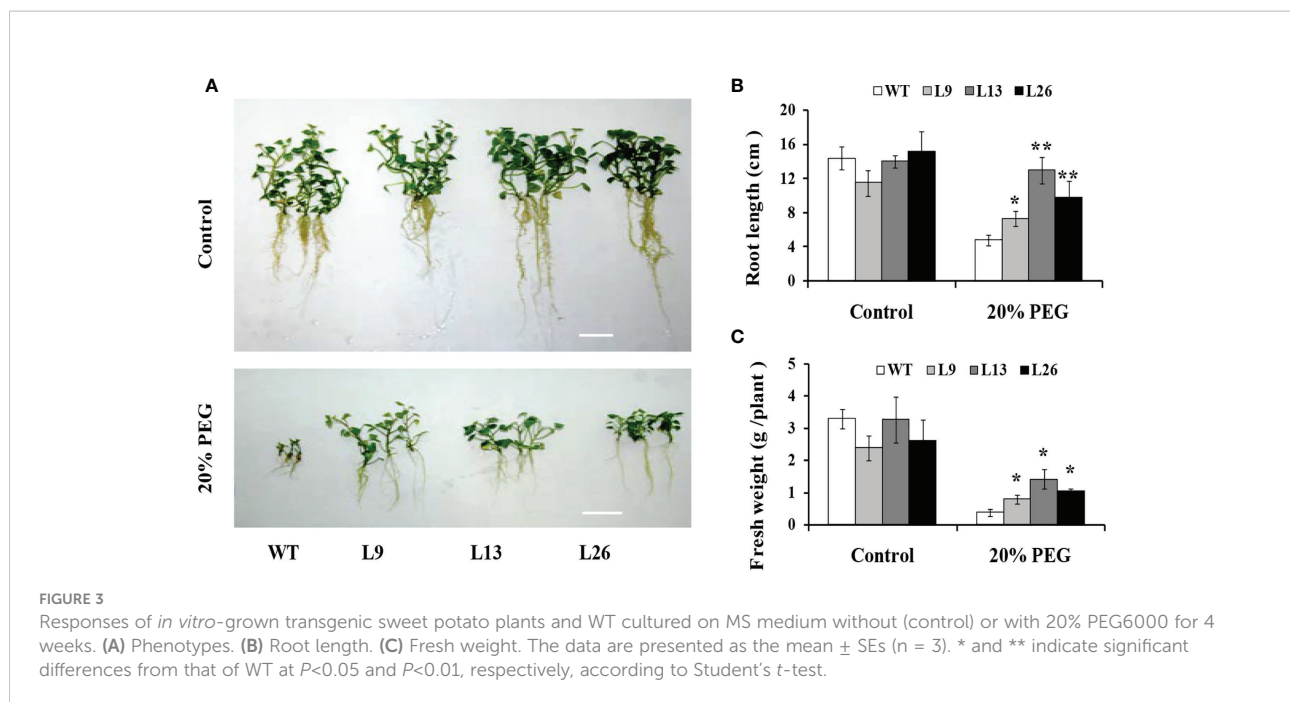 A
Control
20% PEG
WT L9 L13 L26
B
WT L9 L13 L26
Root length (cm)
20
16
12
8
4
0
*
**
**
Control 20% PEG
C
WT L9 L13 L26
Fresh weight (g /plant)
5
4
3
2
1
0
*
*
*
Control 20% PEG
FIGURE 3
Responses of in vitro-grown transgenic sweet potato plants and WT cultured on MS medium without (control) or with 20% PEG6000 for 4
weeks. (A) Phenotypes. (B) Root length. (C) Fresh weight. The data are presented as the mean ± SEs (n = 3). * and ** indicate significant
differences from that of WT at P<0.05 and P<0.01, respectively, according to Student's t-test.